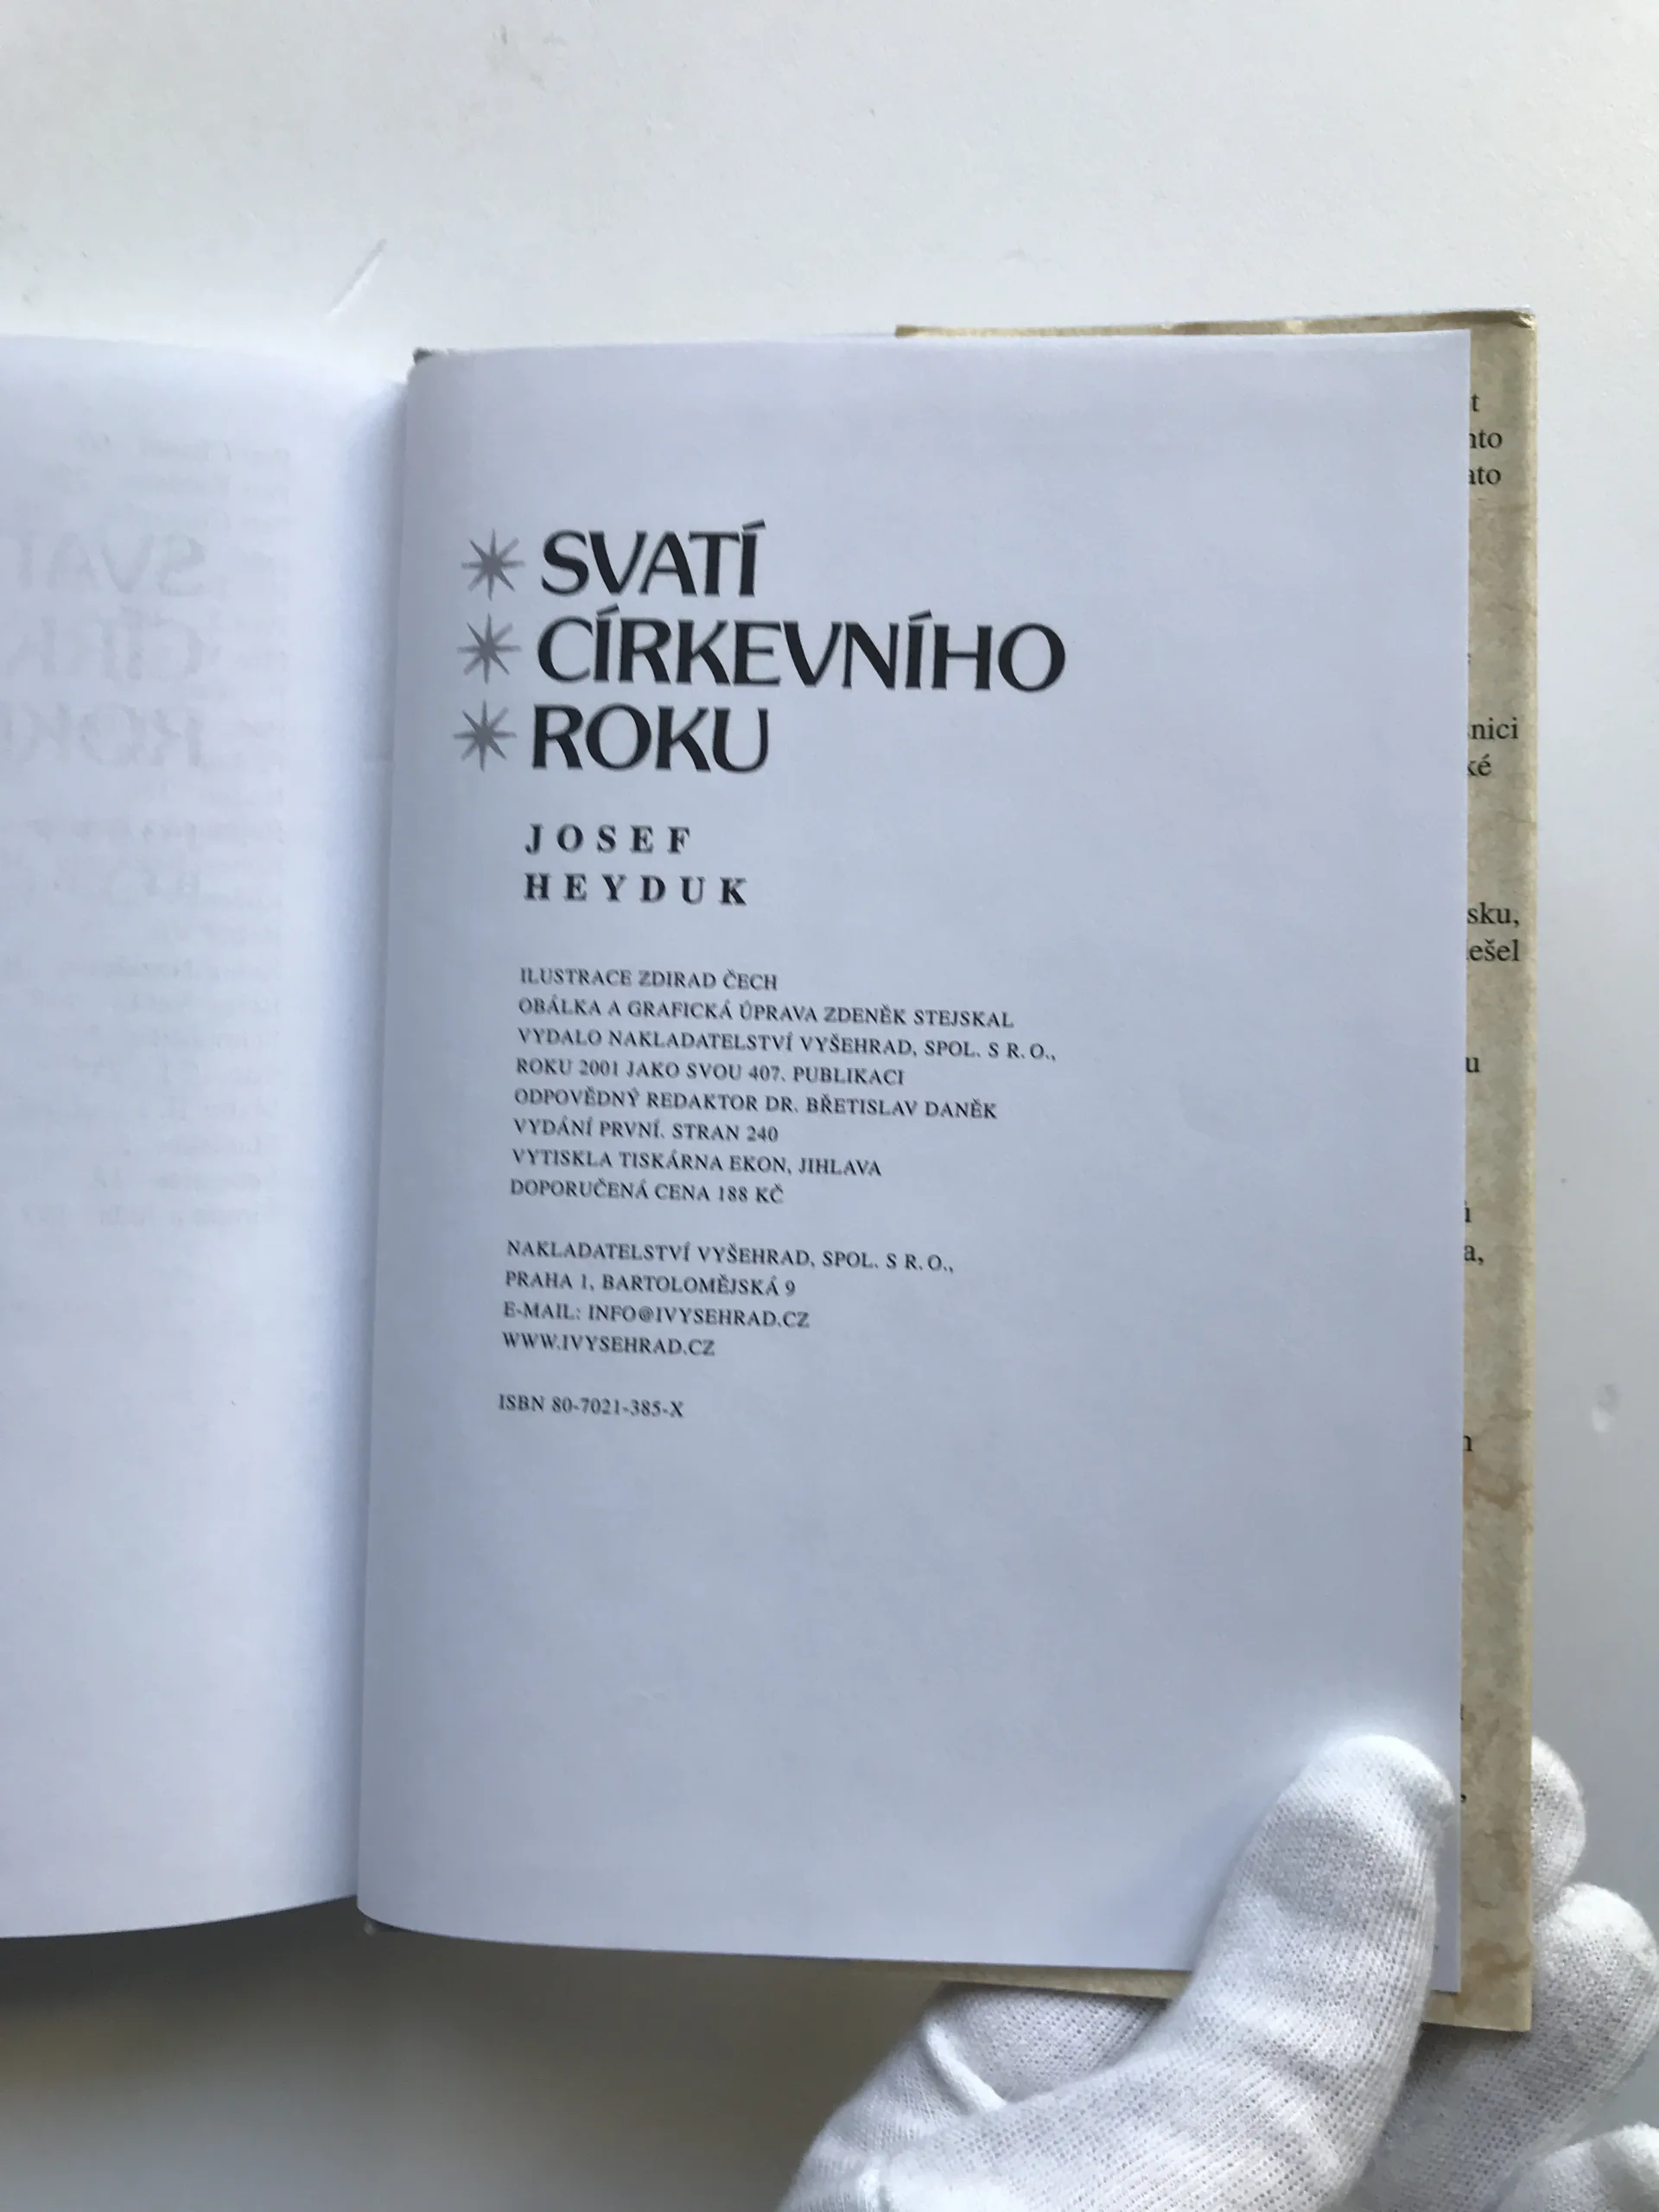 SVATÍ
CÍRKEVNÍHO
ROKU
JOSEF
HEYDUK
ILUSTRACE ZDIRAD ČECH
OBÁLKA A GRAFICKÁ ÚPRAVA ZDENĚK STEJSKAL
VYDALO NAKLADATELSTVÍ VYŠEHRAD, SPOL. S R. O.,
ROKU 2001 JAKO SVOU 407. PUBLIKACI
ODPOVĚDNÝ REDAKTOR DR. BŘETISLAV DANĚK
VYDÁNÍ PRVNÍ. STRAN 240
VYTISKLA TISKÁRNA EKON, JIHLAVA
DOPORUČENÁ CENA 188 KČ
NAKLADATELSTVÍ VYŠEHRAD, SPOL. S R. O.,
PRAHA 1, BARTOLOMĚJSKÁ 9
E-MAIL: INFO@IVYSEHRAD.CZ
WWW.IVYSEHRAD.CZ
ISBN 80-7021-385-X